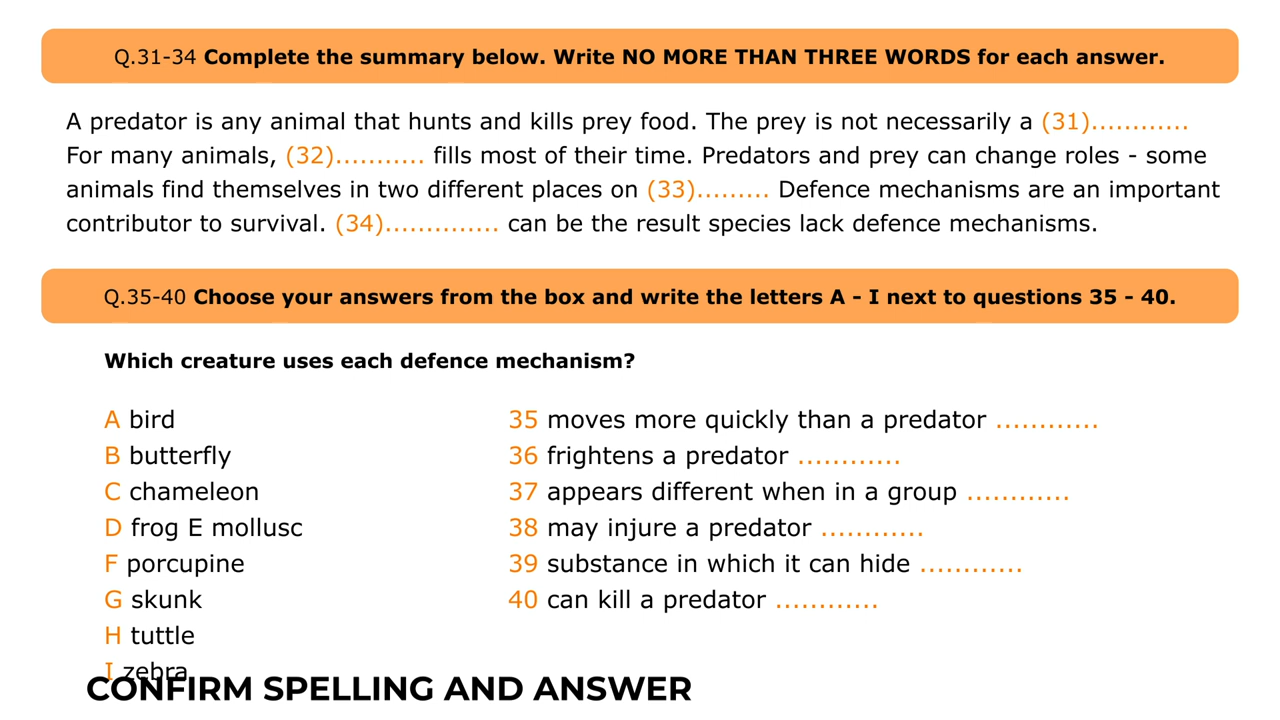 Q.31-34 Complete the summary below. Write NO MORE THAN THREE WORDS for each answer.
A predator is any animal that hunts and kills prey food. The prey is not necessarily a (31)............
For many animals, (32)........... fills most of their time. Predators and prey can change roles - some
animals find themselves in two different places on (33)......... Defence mechanisms are an important
contributor to survival. (34).............. can be the result species lack defence mechanisms.
Q.35-40 Choose your answers from the box and write the letters A - I next to questions 35 - 40.
Which creature uses each defence mechanism?
A bird
B butterfly
C chameleon
D frog E mollusc
F porcupine
G skunk
H tuttle
I zebra
35 moves more quickly than a predator ............
36 frightens a predator ............
37 appears different when in a group ............
38 may injure a predator ............
39 substance in which it can hide ............
40 can kill a predator ............
CONFIRM SPELLING AND ANSWER